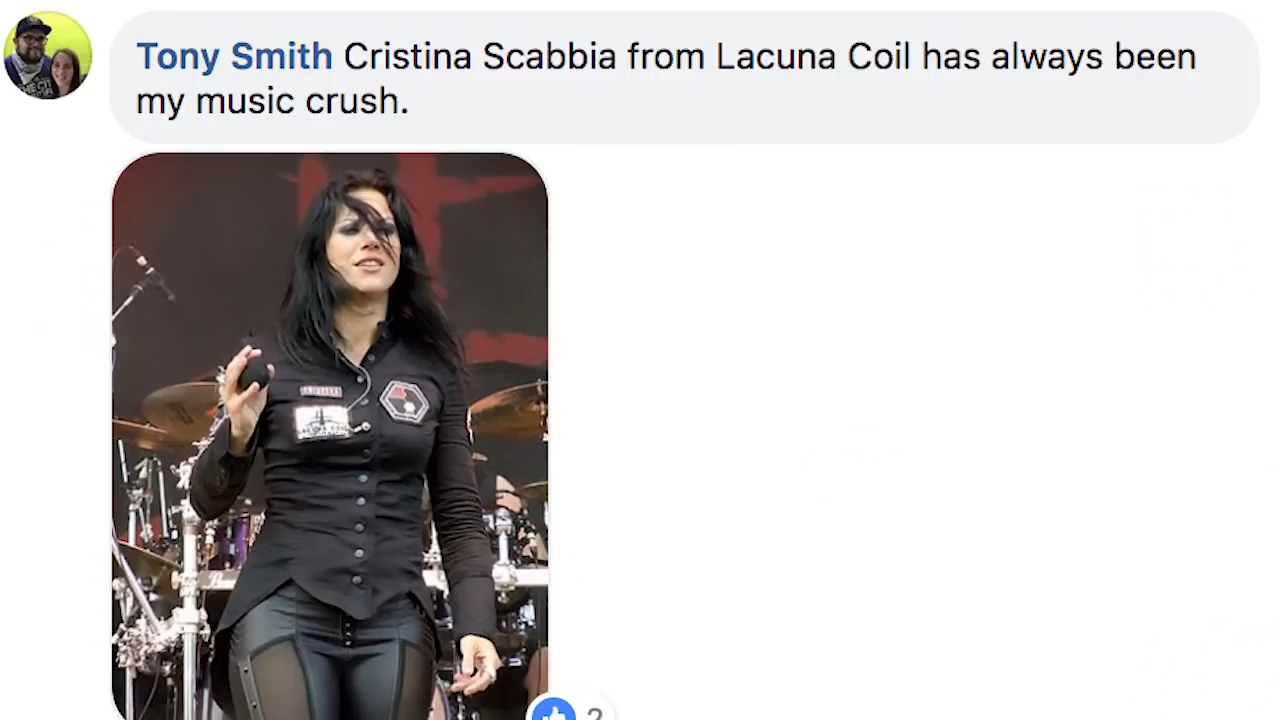 Tony Smith Cristina Scabbia from Lacuna Coil has always been
my music crush.
2